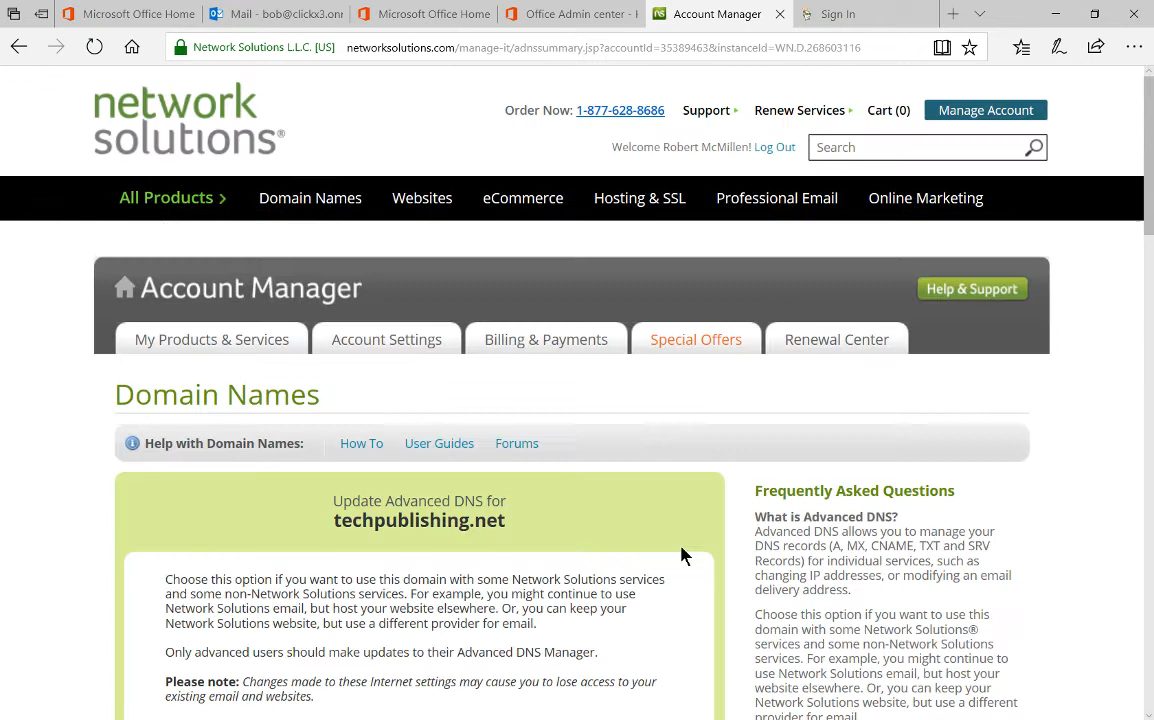 Microsoft Office Home
Mail - bob@clickx3.onm
Microsoft Office Home
Office Admin center - H
Account Manager
Sign In
Network Solutions L.L.C. [US]
networksolutions.com/manage-it/adnssummary.jsp?accountId=35389463&instanceId=WN.D.268603116
network
solutions®
Order Now: 1-877-628-8686
Support
Renew Services
Cart (0)
Manage Account
Welcome Robert McMillen! Log Out
Search
All Products
Domain Names
Websites
eCommerce
Hosting & SSL
Professional Email
Online Marketing
Account Manager
Help & Support
My Products & Services
Account Settings
Billing & Payments
Special Offers
Renewal Center
Domain Names
Help with Domain Names:
How To
User Guides
Forums
Update Advanced DNS for
techpublishing.net
Choose this option if you want to use this domain with some Network Solutions services
and some non-Network Solutions services. For example, you might continue to use
Network Solutions email, but host your website elsewhere. Or, you can keep your
Network Solutions website, but use a different provider for email.
Only advanced users should make updates to their Advanced DNS Manager.
Please note: Changes made to these Internet settings may cause you to lose access to your
existing email and websites.
Frequently Asked Questions
What is Advanced DNS?
Advanced DNS allows you to manage your
DNS records (A, MX, CNAME, TXT and SRV
Records) for individual services, such as
changing IP addresses, or modifying an email
delivery address.
Choose this option if you want to use this
domain with some Network Solutions®
services and some non-Network Solutions
services. For example, you might continue to
use Network Solutions email, but host your
website elsewhere. Or, you can keep your
Network Solutions website, but use a different
provider for email.